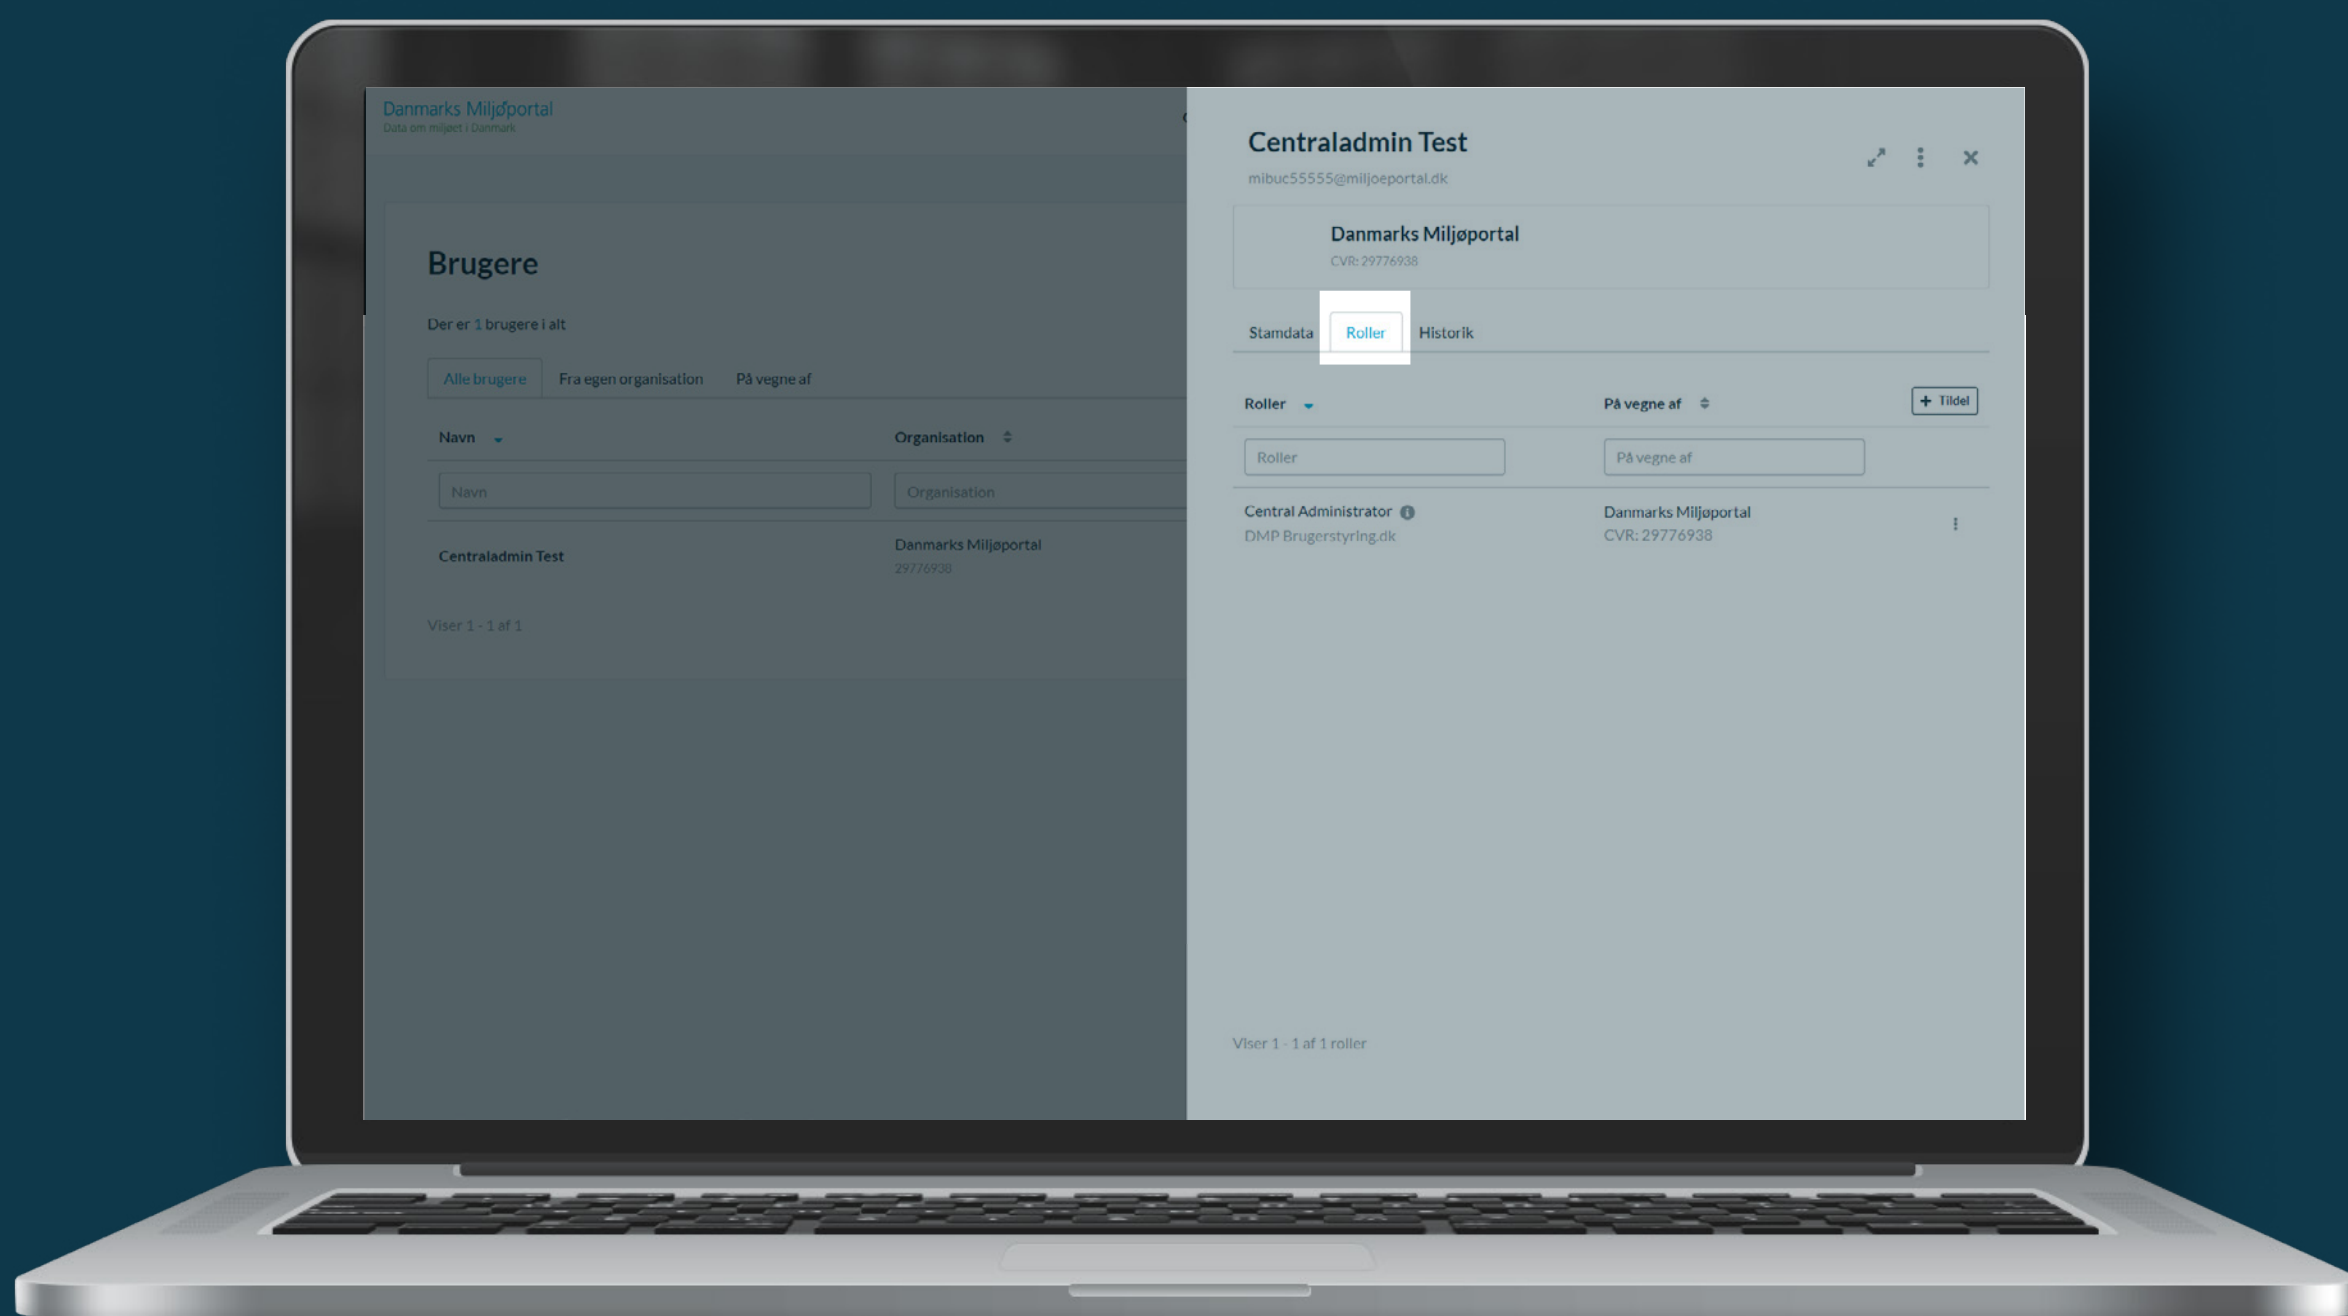 Danmarks Miljøportal
Data om miljøet i Danmark
Brugere
Der er 1 brugere i alt
Alle brugere
Fra egen organisation
På vegne af
Navn
Organisation
Navn
Organisation
Centraladmin Test
Danmarks Miljøportal
29776938
Viser 1 - 1 af 1
Centraladmin Test
mibuc55555@miljoeportal.dk
Danmarks Miljøportal
CVR: 29776938
Stamdata
Roller
Historik
Roller
På vegne af
+ Tildel
Roller
På vegne af
Central Administrator
DMP Brugerstyring.dk
Danmarks Miljøportal
CVR: 29776938
Viser 1 - 1 af 1 roller